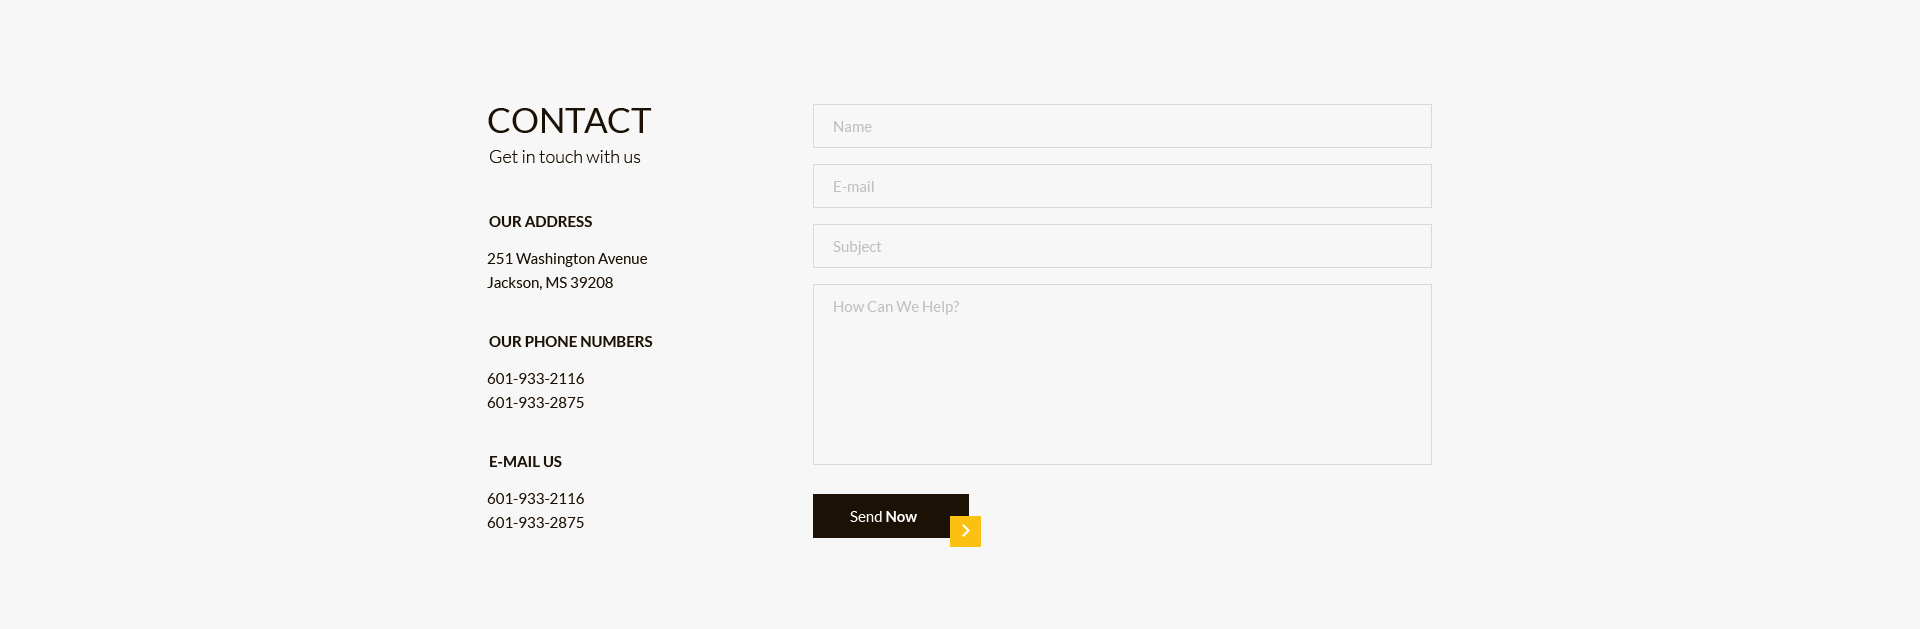 CONTACT
Get in touch with us
OUR ADDRESS
251 Washington Avenue
Jackson, MS 39208
OUR PHONE NUMBERS
601-933-2116
601-933-2875
E-MAIL US
601-933-2116
601-933-2875
Name
E-mail
Subject
How Can We Help?
Send Now